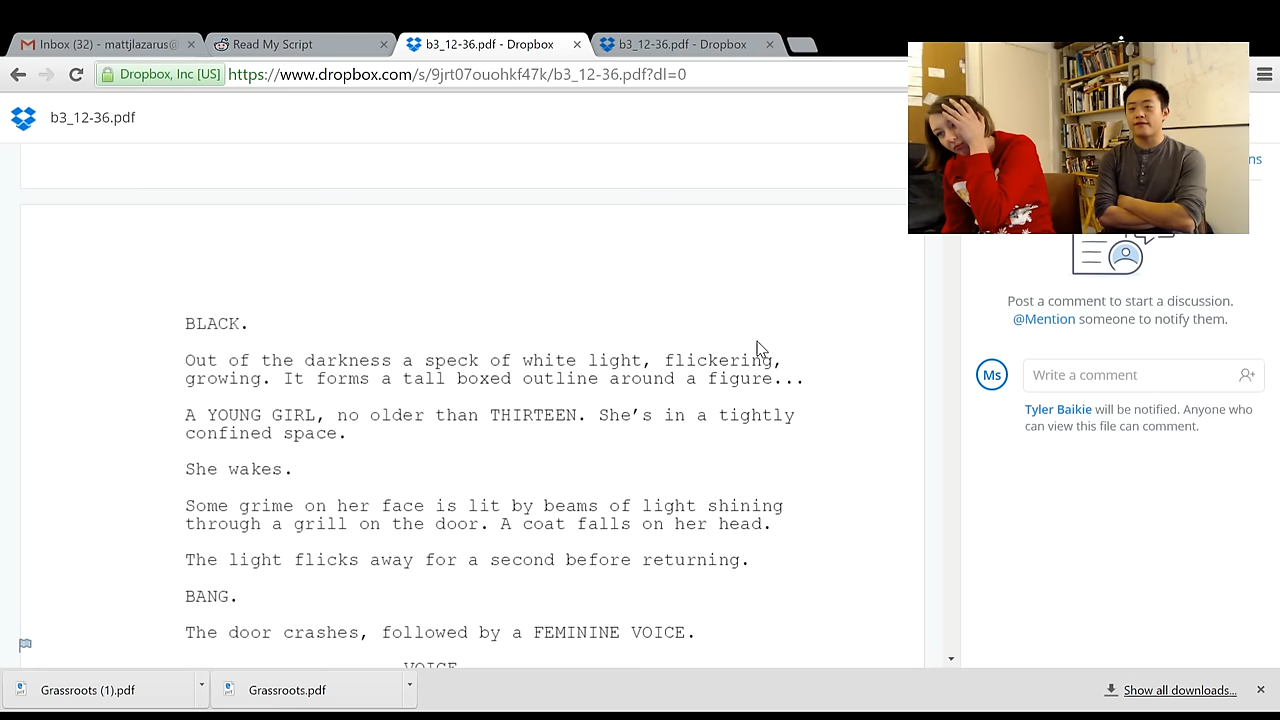 Inbox (32) - mattjlazarus@
Read My Script
b3_12-36.pdf - Dropbox
b3_12-36.pdf - Dropbox
Dropbox, Inc [US]
https://www.dropbox.com/s/9jrt07ouohkf47k/b3_12-36.pdf?dl=0
b3_12-36.pdf
ns
Post a comment to start a discussion.
@Mention someone to notify them.
Ms
Write a comment
Tyler Baikie will be notified. Anyone who
can view this file can comment.
BLACK.
Out of the darkness a speck of white light, flickering,
growing. It forms a tall boxed outline around a figure...
A YOUNG GIRL, no older than THIRTEEN. She's in a tightly
confined space.
She wakes.
Some grime on her face is lit by beams of light shining
through a grill on the door. A coat falls on her head.
The light flicks away for a second before returning.
BANG.
The door crashes, followed by a FEMININE VOICE.
VOICE
Grassroots (1).pdf
Grassroots.pdf
Show all downloads...